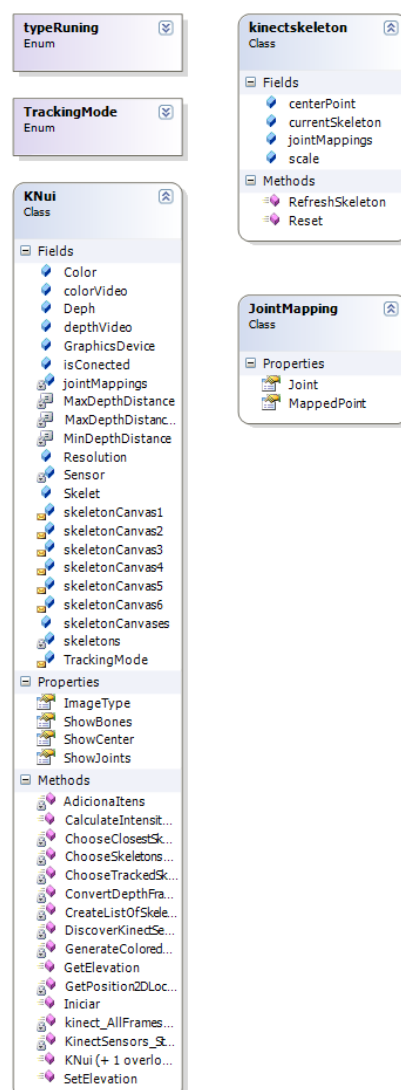 typeRuning
Enum
TrackingMode
Enum
KNui
Class
Fields
Color
colorVideo
Deph
depthVideo
GraphicsDevice
isConected
jointMappings
MaxDepthDistance
MaxDepthDistanc...
MinDepthDistance
Resolution
Sensor
Skelet
skeletonCanvas1
skeletonCanvas2
skeletonCanvas3
skeletonCanvas4
skeletonCanvas5
skeletonCanvas6
skeletonCanvases
skeletons
TrackingMode
Properties
ImageType
ShowBones
ShowCenter
ShowJoints
Methods
AdicionaItens
CalculateIntensit...
ChooseClosestSk...
ChooseSkeletons...
ChooseTrackedSk...
ConvertDepthFra...
CreateListOfSkele...
DiscoverKinectSe...
GenerateColored...
GetElevation
GetPosition2DLoc...
Iniciar
kinect_AllFrames...
KinectSensors_St...
KNui (+ 1 overlo...
SetElevation
kinectskeleton
Class
Fields
centerPoint
currentSkeleton
jointMappings
scale
Methods
RefreshSkeleton
Reset
JointMapping
Class
Properties
Joint
MappedPoint